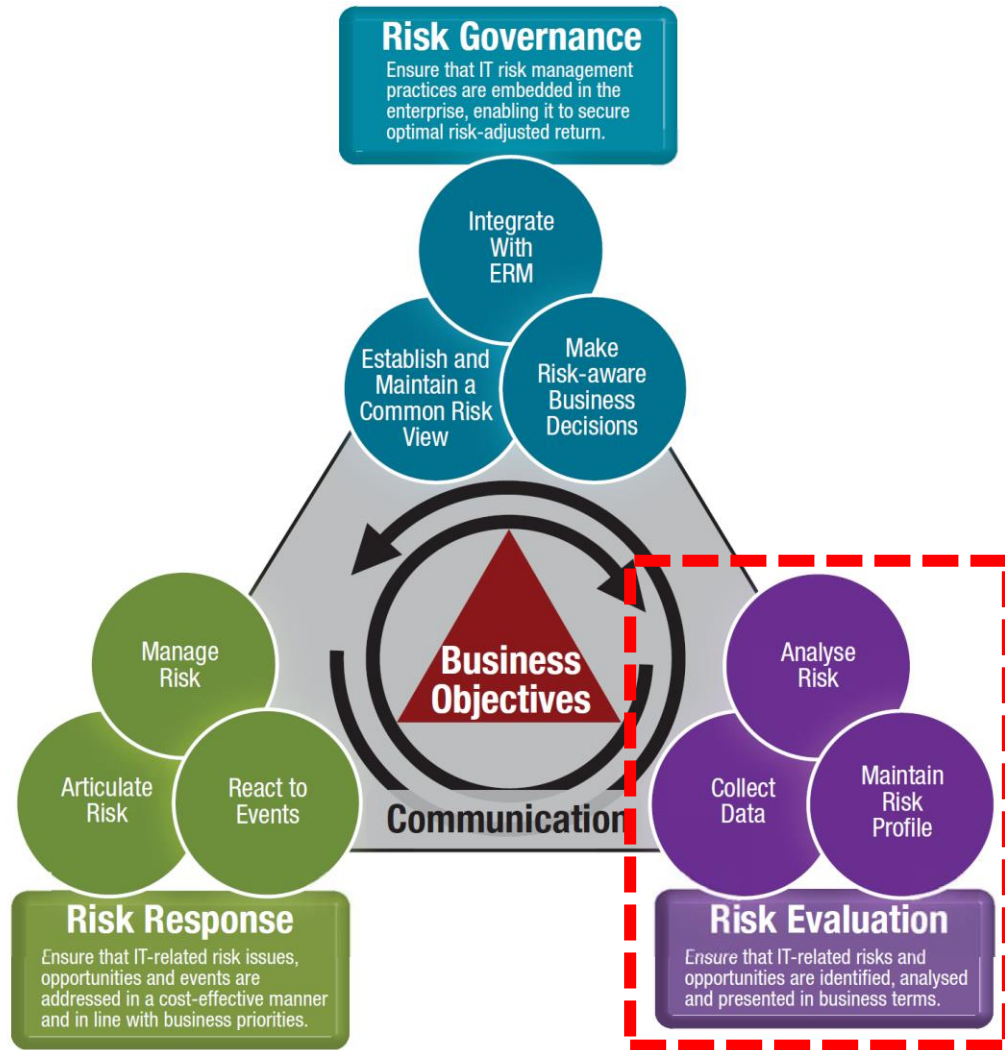 Risk Governance
Ensure that IT risk management
practices are embedded in the
enterprise, enabling it to secure
optimal risk-adjusted return.
Integrate
With
ERM
Establish and
Maintain a
Common Risk
View
Make
Risk-aware
Business
Decisions
Business
Objectives
Communication
Manage
Risk
Articulate
Risk
React to
Events
Risk Response
Ensure that IT-related risk issues,
opportunities and events are
addressed in a cost-effective manner
and in line with business priorities.
Analyse
Risk
Collect
Data
Maintain
Risk
Profile
Risk Evaluation
Ensure that IT-related risks and
opportunities are identified, analysed
and presented in business terms.